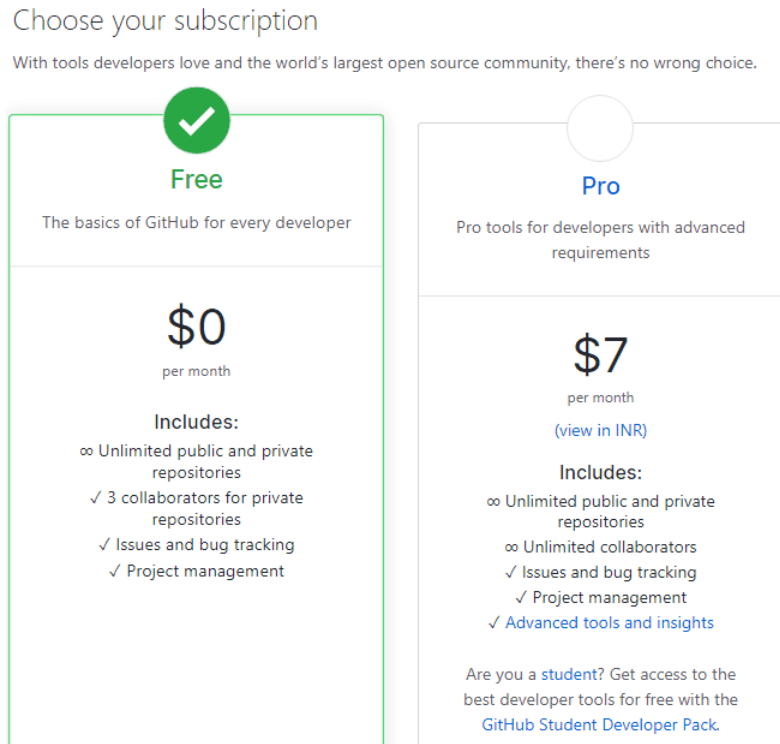 Choose your subscription
With tools developers love and the world's largest open source community, there's no wrong choice.
Free
The basics of GitHub for every developer
$0
per month
Includes:
∞ Unlimited public and private
repositories
✓ 3 collaborators for private
repositories
✓ Issues and bug tracking
✓ Project management
Pro
Pro tools for developers with advanced
requirements
$7
per month
(view in INR)
Includes:
∞ Unlimited public and private
repositories
∞ Unlimited collaborators
✓ Issues and bug tracking
✓ Project management
✓ Advanced tools and insights
Are you a student? Get access to the
best developer tools for free with the
GitHub Student Developer Pack.